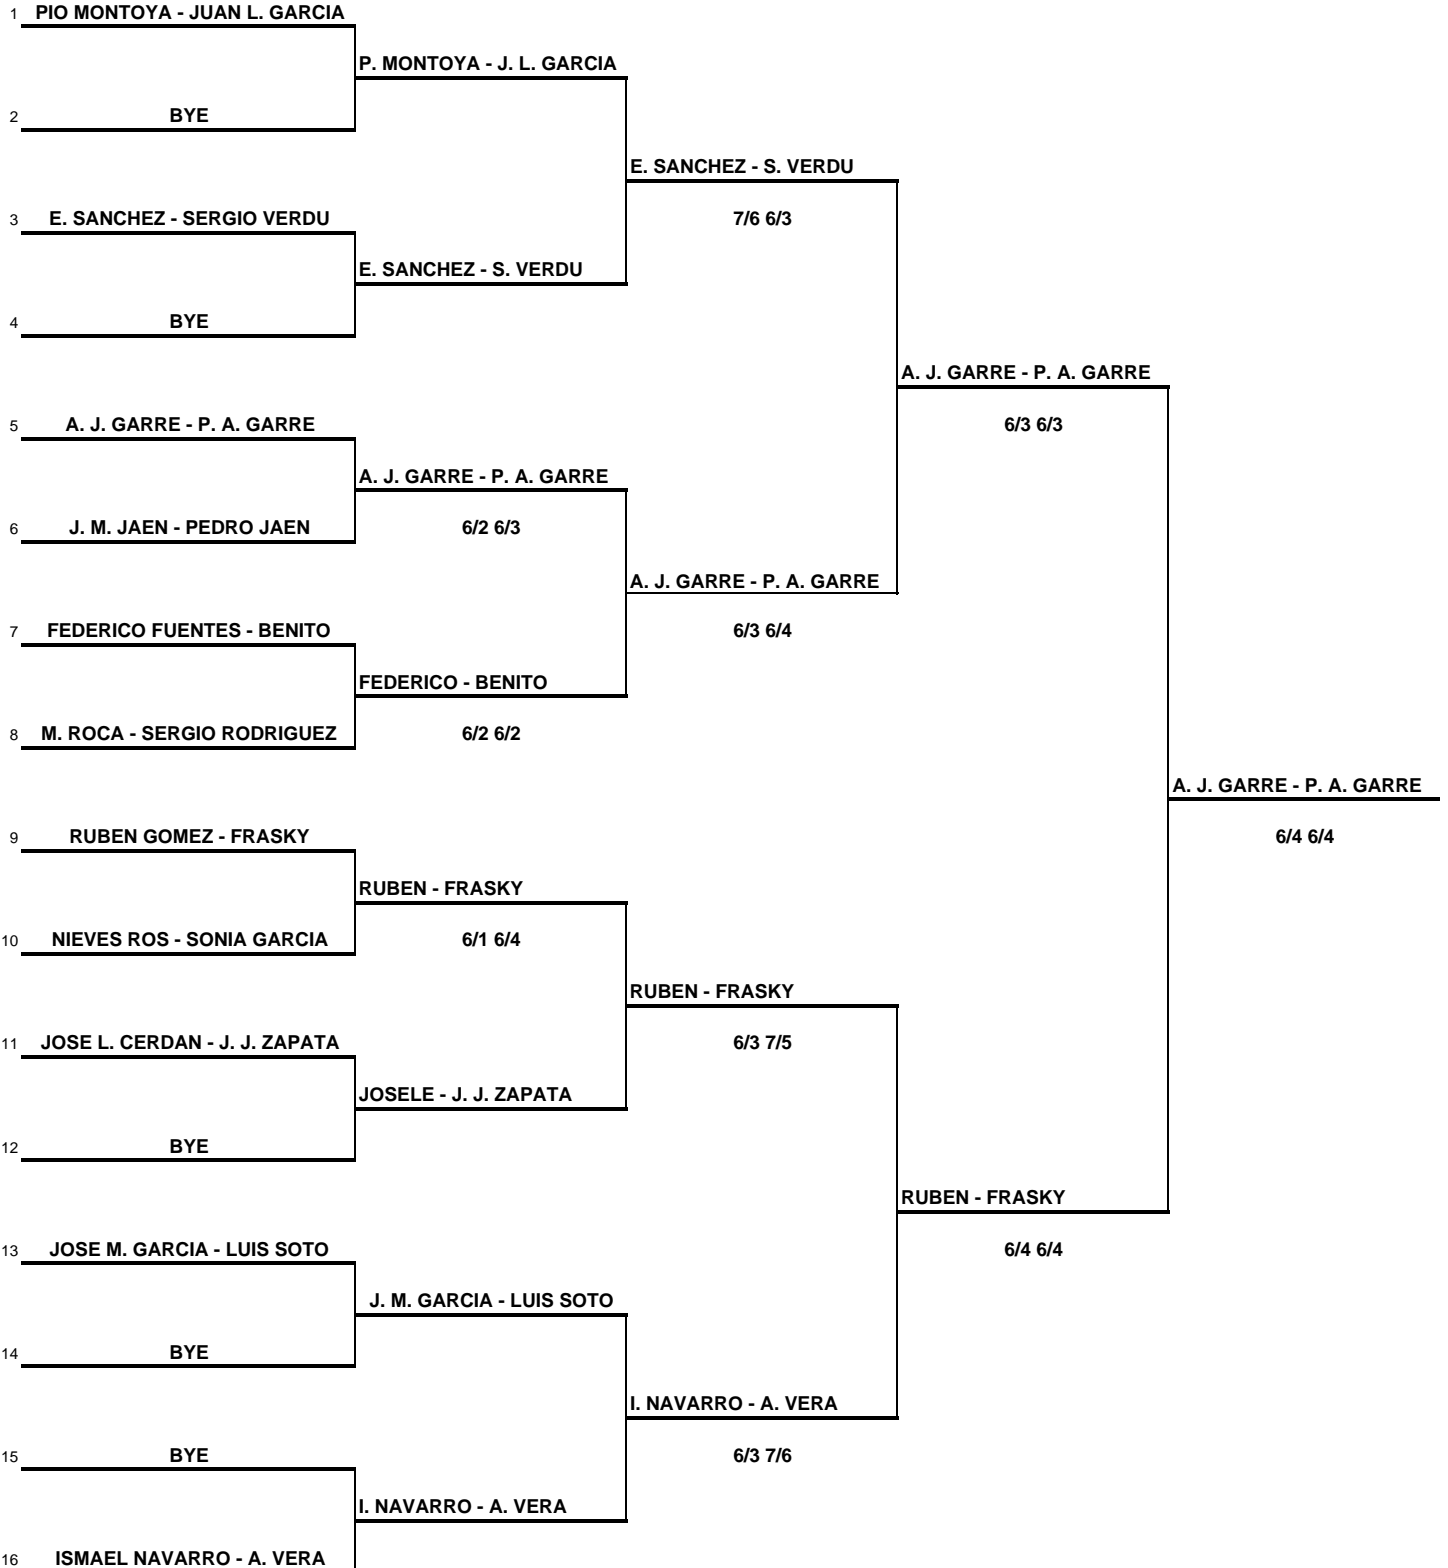 1 PIO MONTOYA - JUAN L. GARCIA
P. MONTOYA - J. L. GARCIA
2 BYE
E. SANCHEZ - S. VERDU
3 E. SANCHEZ - SERGIO VERDU
7/6 6/3
E. SANCHEZ - S. VERDU
4 BYE
A. J. GARRE - P. A. GARRE
5 A. J. GARRE - P. A. GARRE
6/3 6/3
A. J. GARRE - P. A. GARRE
6 J. M. JAEN - PEDRO JAEN
6/2 6/3
A. J. GARRE - P. A. GARRE
7 FEDERICO FUENTES - BENITO
6/3 6/4
FEDERICO - BENITO
8 M. ROCA - SERGIO RODRIGUEZ
6/2 6/2
A. J. GARRE - P. A. GARRE
9 RUBEN GOMEZ - FRASKY
6/4 6/4
RUBEN - FRASKY
10 NIEVES ROS - SONIA GARCIA
6/1 6/4
RUBEN - FRASKY
11 JOSE L. CERDAN - J. J. ZAPATA
6/3 7/5
JOSELE - J. J. ZAPATA
12 BYE
RUBEN - FRASKY
13 JOSE M. GARCIA - LUIS SOTO
6/4 6/4
J. M. GARCIA - LUIS SOTO
14 BYE
I. NAVARRO - A. VERA
15 BYE
6/3 7/6
I. NAVARRO - A. VERA
16 ISMAEL NAVARRO - A. VERA